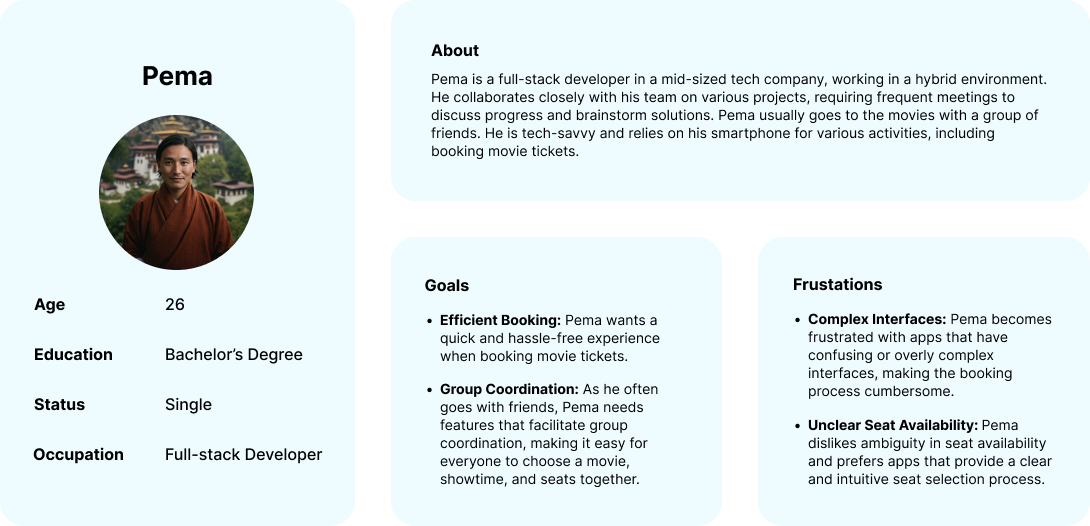 Pema
Age 26
Education Bachelor’s Degree
Status Single
Occupation Full-stack Developer
About
Pema is a full-stack developer in a mid-sized tech company, working in a hybrid environment.
He collaborates closely with his team on various projects, requiring frequent meetings to
discuss progress and brainstorm solutions. Pema usually goes to the movies with a group of
friends. He is tech-savvy and relies on his smartphone for various activities, including
booking movie tickets.
Goals
• Efficient Booking: Pema wants a
quick and hassle-free experience
when booking movie tickets.
• Group Coordination: As he often
goes with friends, Pema needs
features that facilitate group
coordination, making it easy for
everyone to choose a movie,
showtime, and seats together.
Frustations
• Complex Interfaces: Pema becomes
frustrated with apps that have
confusing or overly complex
interfaces, making the booking
process cumbersome.
• Unclear Seat Availability: Pema
dislikes ambiguity in seat availability
and prefers apps that provide a clear
and intuitive seat selection process.